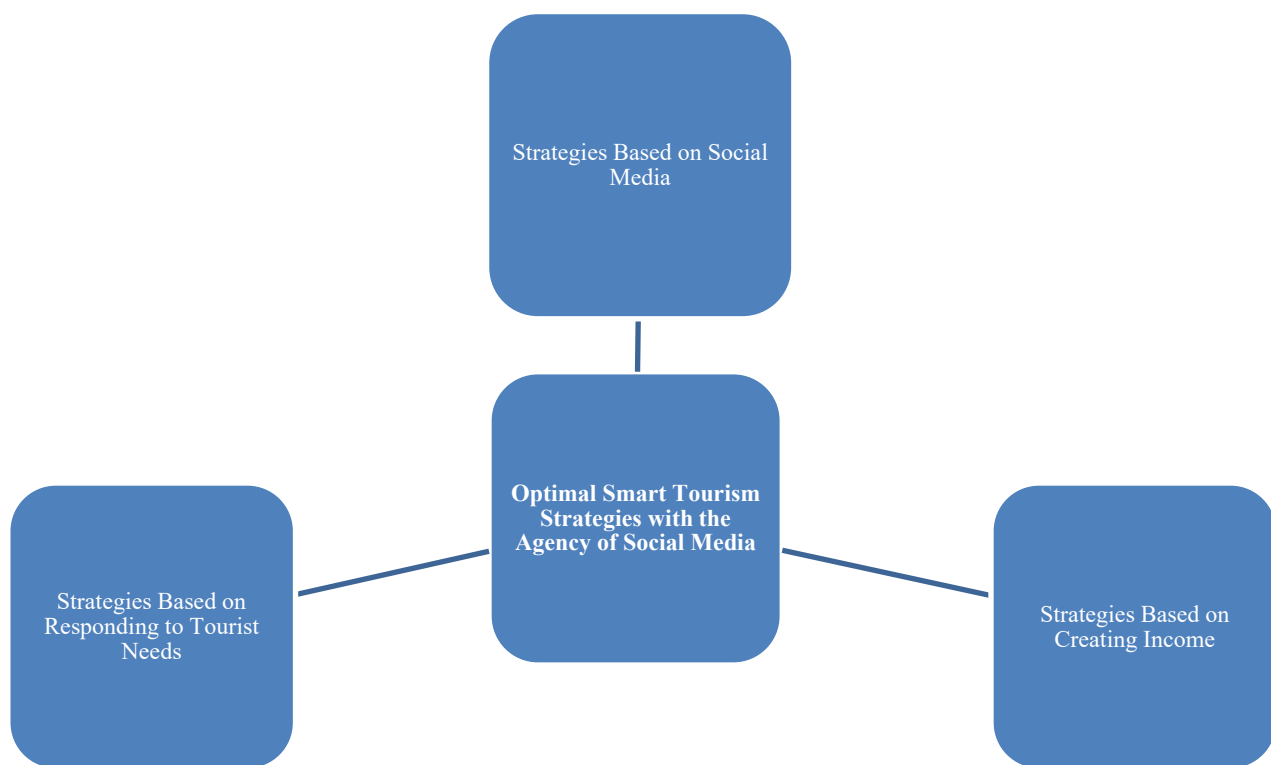 Strategies Based on Social
Media
Optimal Smart Tourism
Strategies with the
Agency of Social Media
Strategies Based on
Responding to Tourist
Needs
Strategies Based on
Creating Income